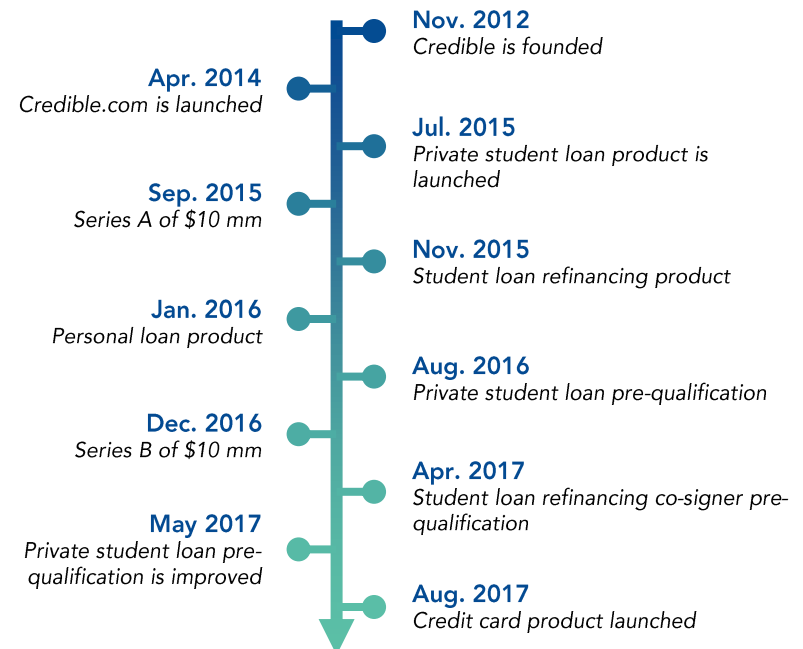 Nov. 2012
Credible is founded
Apr. 2014
Credible.com is launched
Jul. 2015
Private student loan product is
launched
Sep. 2015
Series A of $10 mm
Nov. 2015
Student loan refinancing product
Jan. 2016
Personal loan product
Aug. 2016
Private student loan pre-qualification
Dec. 2016
Series B of $10 mm
Apr. 2017
Student loan refinancing co-signer pre-
qualification
May 2017
Private student loan pre-
qualification is improved
Aug. 2017
Credit card product launched